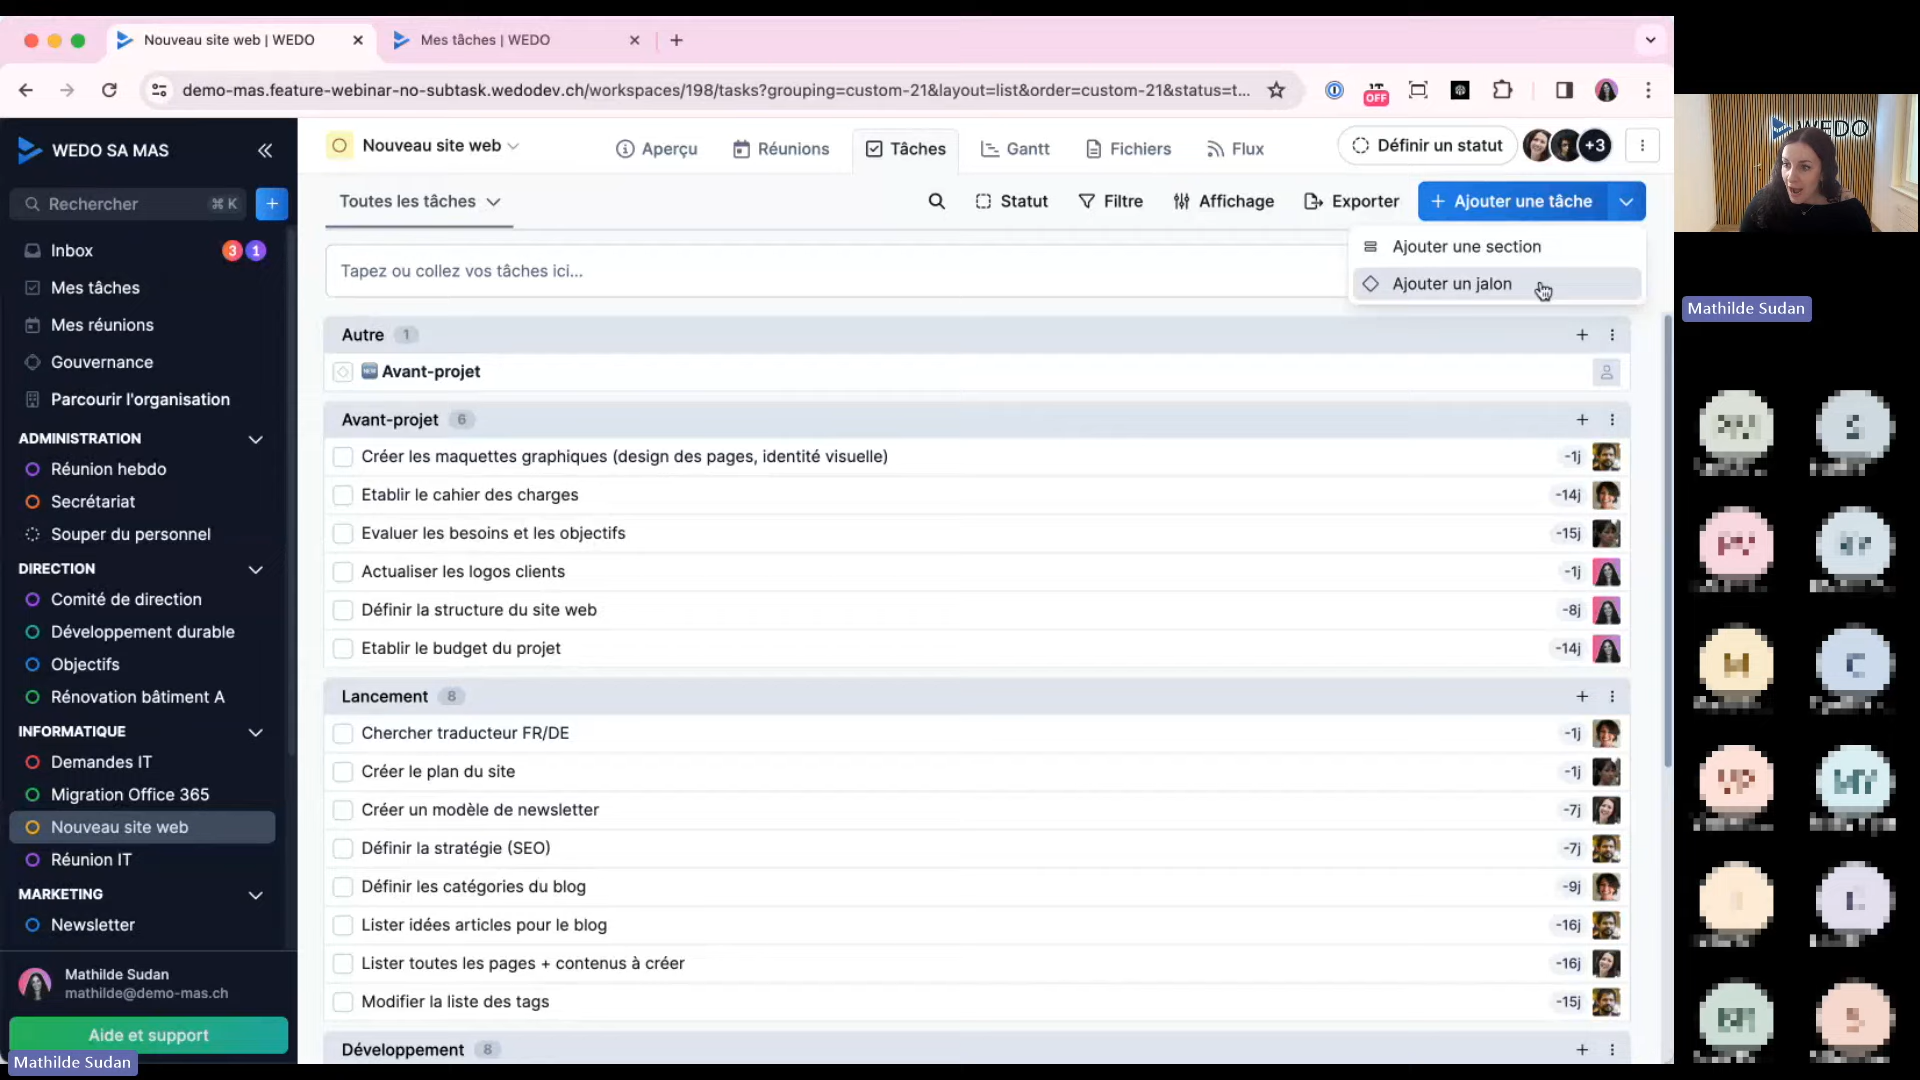 Nouveau site web | WEDO
Mes tâches | WEDO
demo-mas.feature-webinar-no-subtask.wedodev.ch/workspaces/198/tasks?grouping=custom-21&layout=list&order=custom-21&status=t...
OFF
WEDO SA MAS
Rechercher
⌘ K
Inbox
3
1
Mes tâches
Mes réunions
Gouvernance
Parcourir l'organisation
ADMINISTRATION
Réunion hebdo
Secrétariat
Souper du personnel
DIRECTION
Comité de direction
Développement durable
Objectifs
Rénovation bâtiment A
INFORMATIQUE
Demandes IT
Migration Office 365
Nouveau site web
Réunion IT
MARKETING
Newsletter
Mathilde Sudan
mathilde@demo-mas.ch
Aide et support
Mathilde Sudan
Nouveau site web
Aperçu
Réunions
Tâches
Gantt
Fichiers
Flux
Définir un statut
+3
Toutes les tâches
Statut
Filtre
Affichage
Exporter
Ajouter une tâche
Ajouter une section
Ajouter un jalon
Tapez ou collez vos tâches ici...
Autre 1
Avant-projet
Avant-projet 6
Créer les maquettes graphiques (design des pages, identité visuelle) -1j
Etablir le cahier des charges -14j
Evaluer les besoins et les objectifs -15j
Actualiser les logos clients -1j
Définir la structure du site web -8j
Etablir le budget du projet -14j
Lancement 8
Chercher traducteur FR/DE -1j
Créer le plan du site -1j
Créer un modèle de newsletter -7j
Définir la stratégie (SEO) -7j
Définir les catégories du blog -9j
Lister idées articles pour le blog -16j
Lister toutes les pages + contenus à créer -16j
Modifier la liste des tags -15j
Développement 8
WEDO
Mathilde Sudan